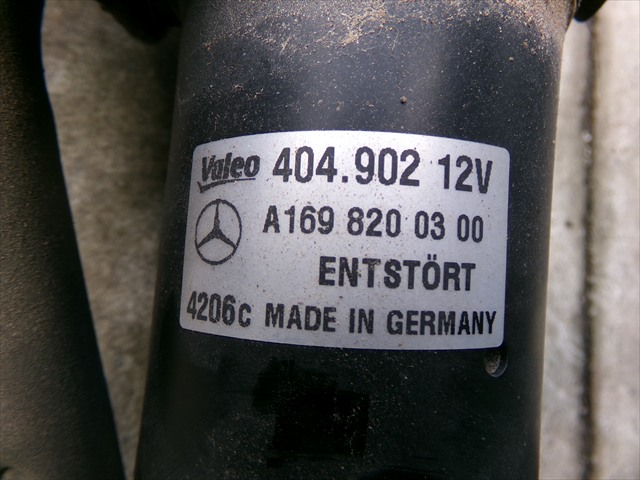 Valeo 404.902 12V
A169 820 03 00
ENTSTÖRT
4206C MADE IN GERMANY